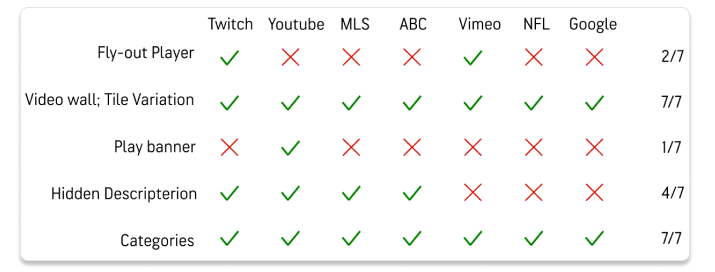 Twitch Youtube MLS ABC Vimeo NFL Google
Fly-out Player 2/7
Video wall; Tile Variation 7/7
Play banner 1/7
Hidden Descripterion 4/7
Categories 7/7